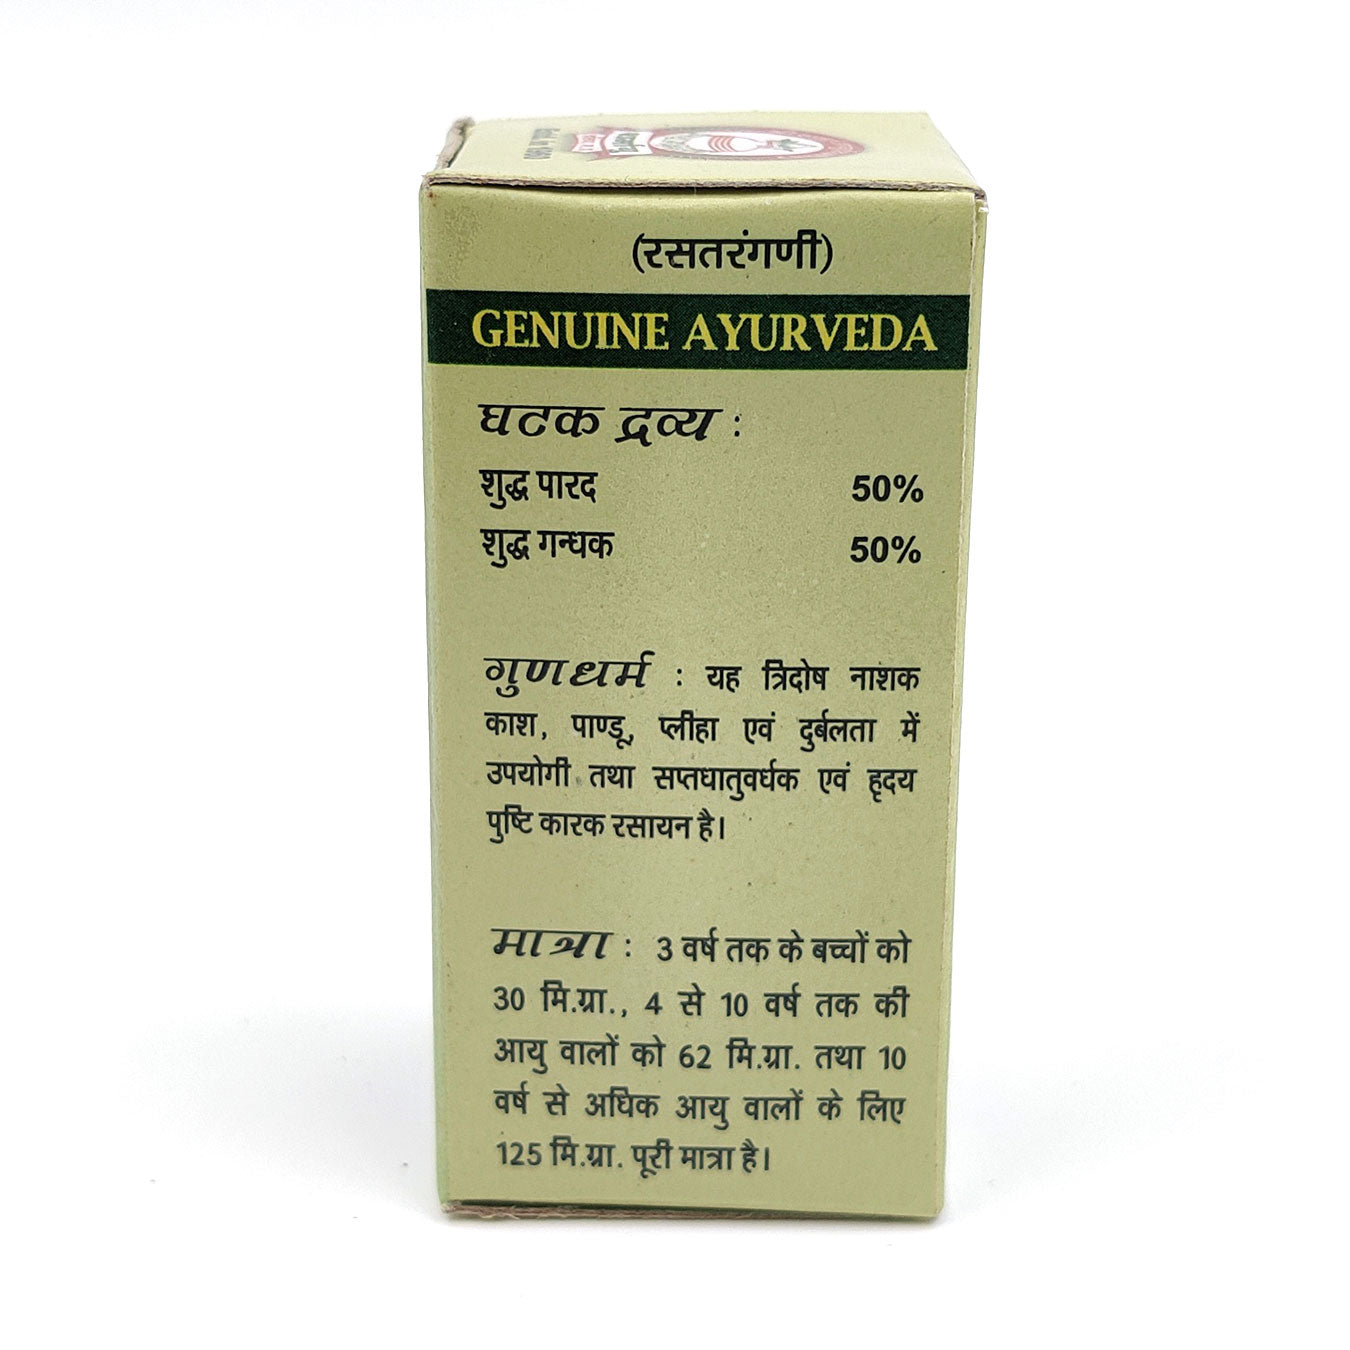 (रसतरंगणी)
GENUINE AYURVEDA
घटक द्रव्य :
शुद्ध पारद 50%
शुद्ध गन्धक 50%
गुणधर्म : यह त्रिदोष नाशक
काश, पाण्डू, प्लीहा एवं दुर्बलता में
उपयोगी तथा सप्तधातुवर्धक एवं हृदय
पुष्टि कारक रसायन है।
मात्रा : 3 वर्ष तक के बच्चों को
30 मि.ग्रा., 4 से 10 वर्ष तक की
आयु वालों को 62 मि.ग्रा. तथा 10
वर्ष से अधिक आयु वालों के लिए
125 मि.ग्रा. पूरी मात्रा है।